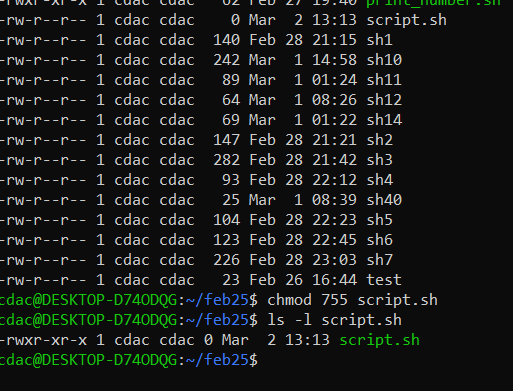 -rwxr-xr-x 1 cdac cdac   62 Feb 27 19:40 print_number.sh
-rw-r--r-- 1 cdac cdac    0 Mar  2 13:13 script.sh
-rw-r--r-- 1 cdac cdac  140 Feb 28 21:15 sh1
-rw-r--r-- 1 cdac cdac  242 Mar  1 14:58 sh10
-rw-r--r-- 1 cdac cdac   89 Mar  1 01:24 sh11
-rw-r--r-- 1 cdac cdac   64 Mar  1 08:26 sh12
-rw-r--r-- 1 cdac cdac   69 Mar  1 01:22 sh14
-rw-r--r-- 1 cdac cdac  147 Feb 28 21:21 sh2
-rw-r--r-- 1 cdac cdac  282 Feb 28 21:42 sh3
-rw-r--r-- 1 cdac cdac   93 Feb 28 22:12 sh4
-rw-r--r-- 1 cdac cdac   25 Mar  1 08:39 sh40
-rw-r--r-- 1 cdac cdac  104 Feb 28 22:23 sh5
-rw-r--r-- 1 cdac cdac  123 Feb 28 22:45 sh6
-rw-r--r-- 1 cdac cdac  226 Feb 28 23:03 sh7
-rw-r--r-- 1 cdac cdac   23 Feb 26 16:44 test
cdac@DESKTOP-D74ODQG:~/feb25$ chmod 755 script.sh
cdac@DESKTOP-D74ODQG:~/feb25$ ls -l script.sh
-rwxr-xr-x 1 cdac cdac 0 Mar  2 13:13 script.sh
cdac@DESKTOP-D74ODQG:~/feb25$